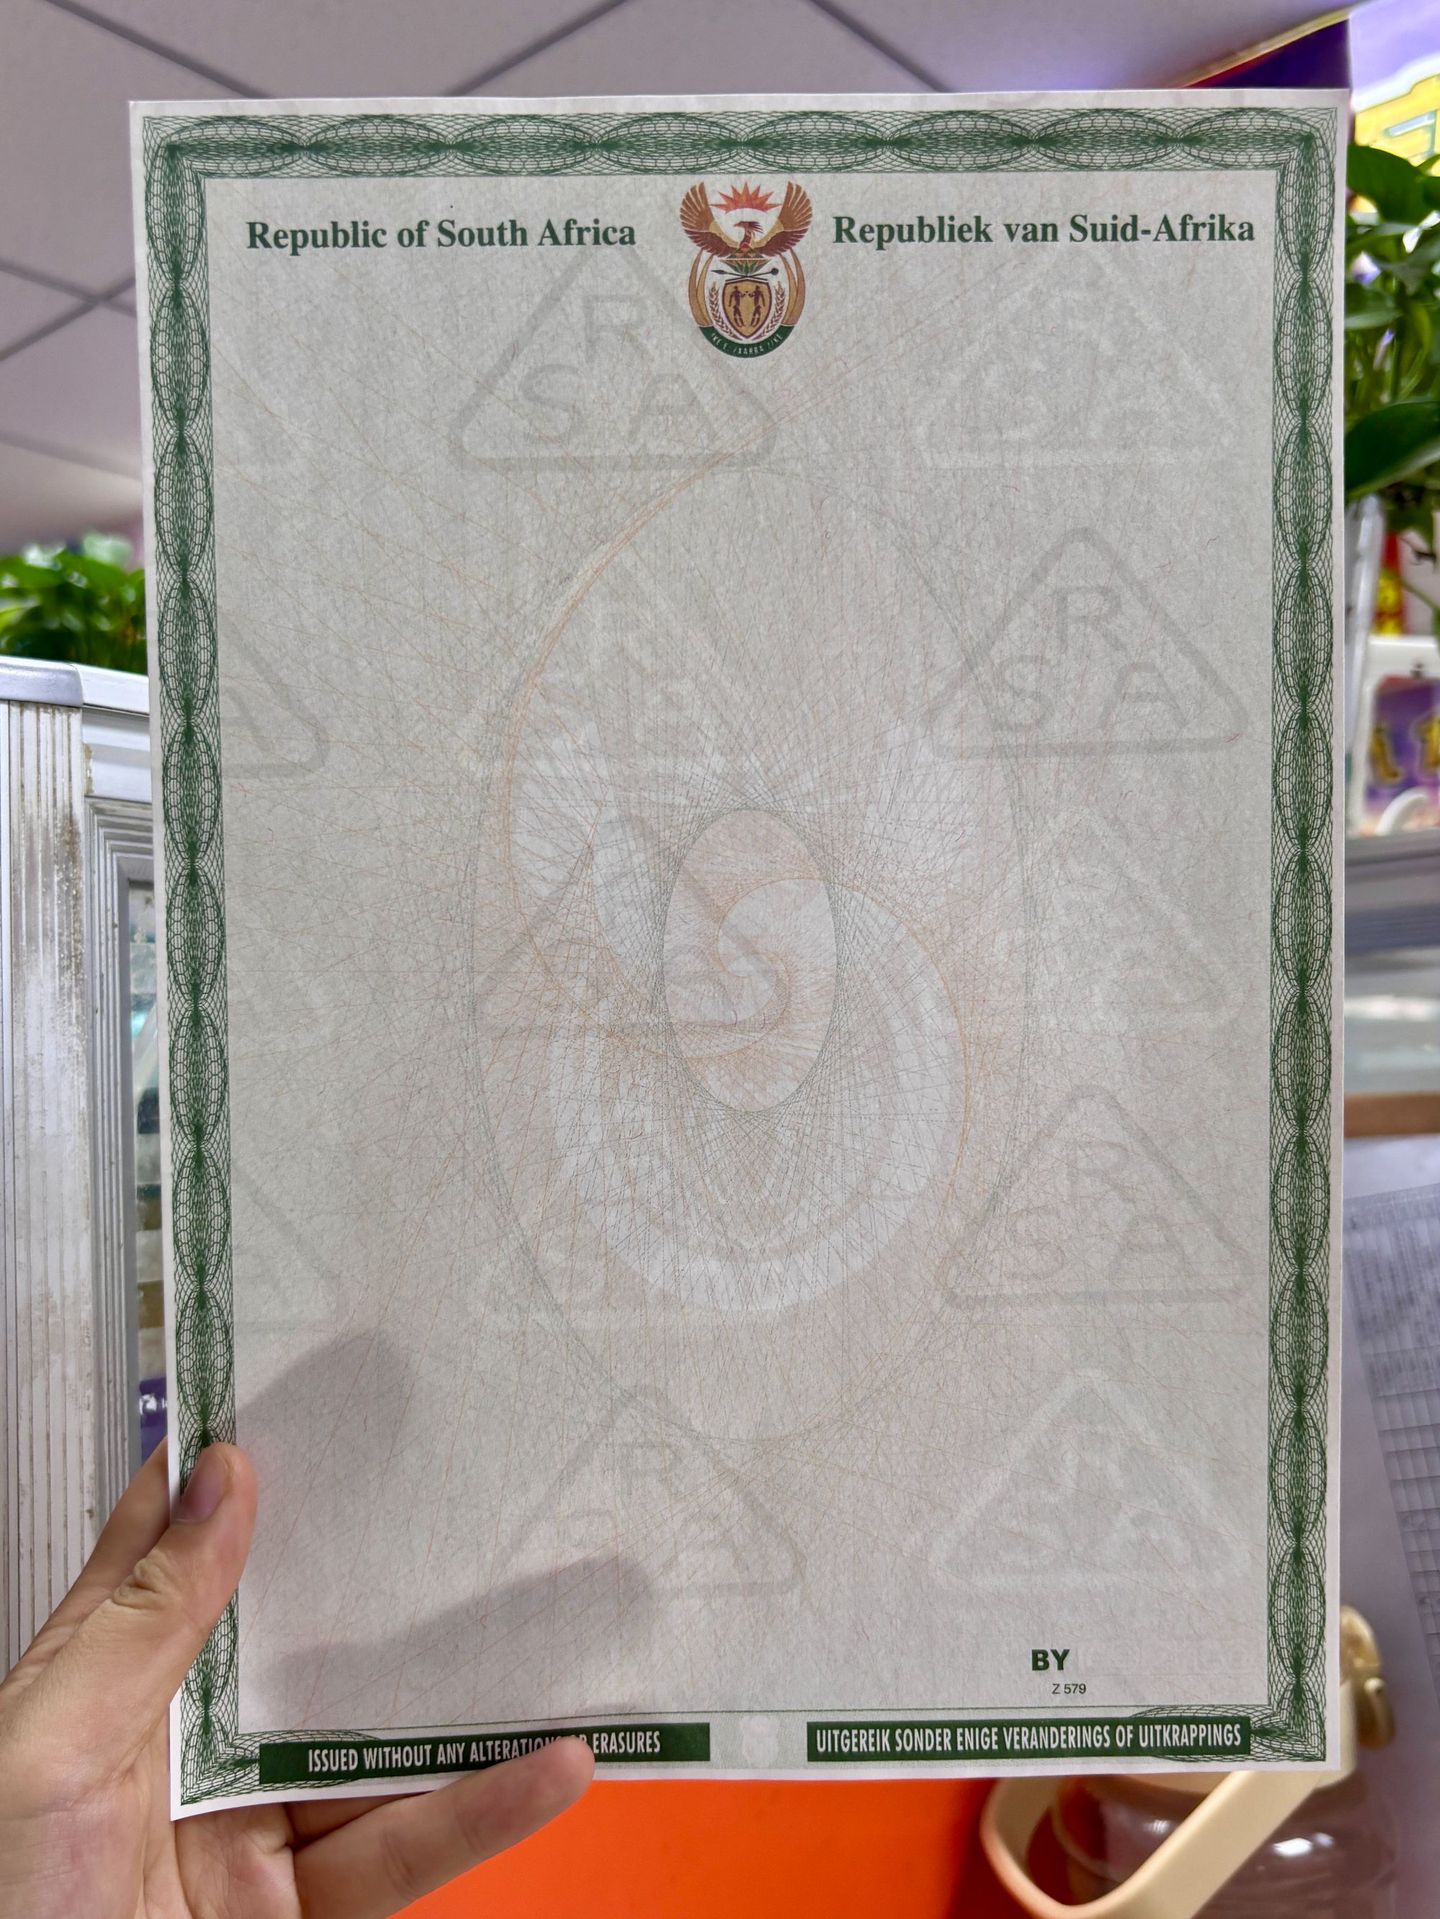 Republic of South Africa
Republiek van Suid-Afrika
R
S A
R
S A
R
S A
R
BY
Z 579
ISSUED WITHOUT ANY ERASURES
UITGEREIK SONDER ENIGE VERANDERINGS OF UITKRAPPINGS